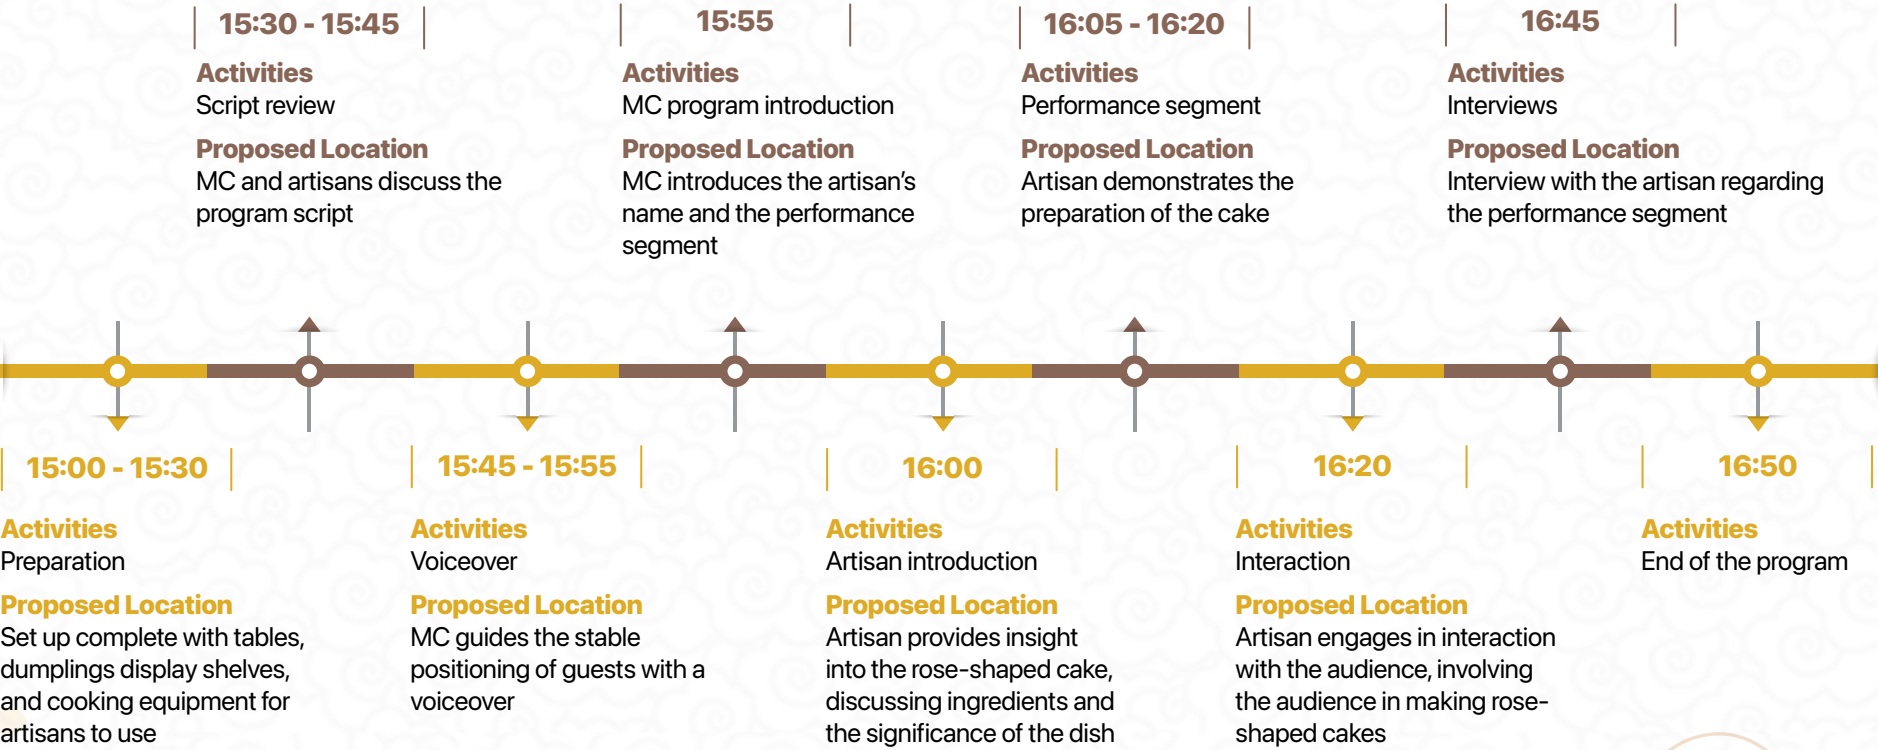 15:30 - 15:45
Activities
Script review
Proposed Location
MC and artisans discuss the
program script
15:55
Activities
MC program introduction
Proposed Location
MC introduces the artisan's
name and the performance
segment
16:05 - 16:20
Activities
Performance segment
Proposed Location
Artisan demonstrates the
preparation of the cake
16:45
Activities
Interviews
Proposed Location
Interview with the artisan regarding
the performance segment
15:00 - 15:30
Activities
Preparation
Proposed Location
Set up complete with tables,
dumplings display shelves,
and cooking equipment for
artisans to use
15:45 - 15:55
Activities
Voiceover
Proposed Location
MC guides the stable
positioning of guests with a
voiceover
16:00
Activities
Artisan introduction
Proposed Location
Artisan provides insight
into the rose-shaped cake,
discussing ingredients and
the significance of the dish
16:20
Activities
Interaction
Proposed Location
Artisan engages in interaction
with the audience, involving
the audience in making rose-
shaped cakes
16:50
Activities
End of the program